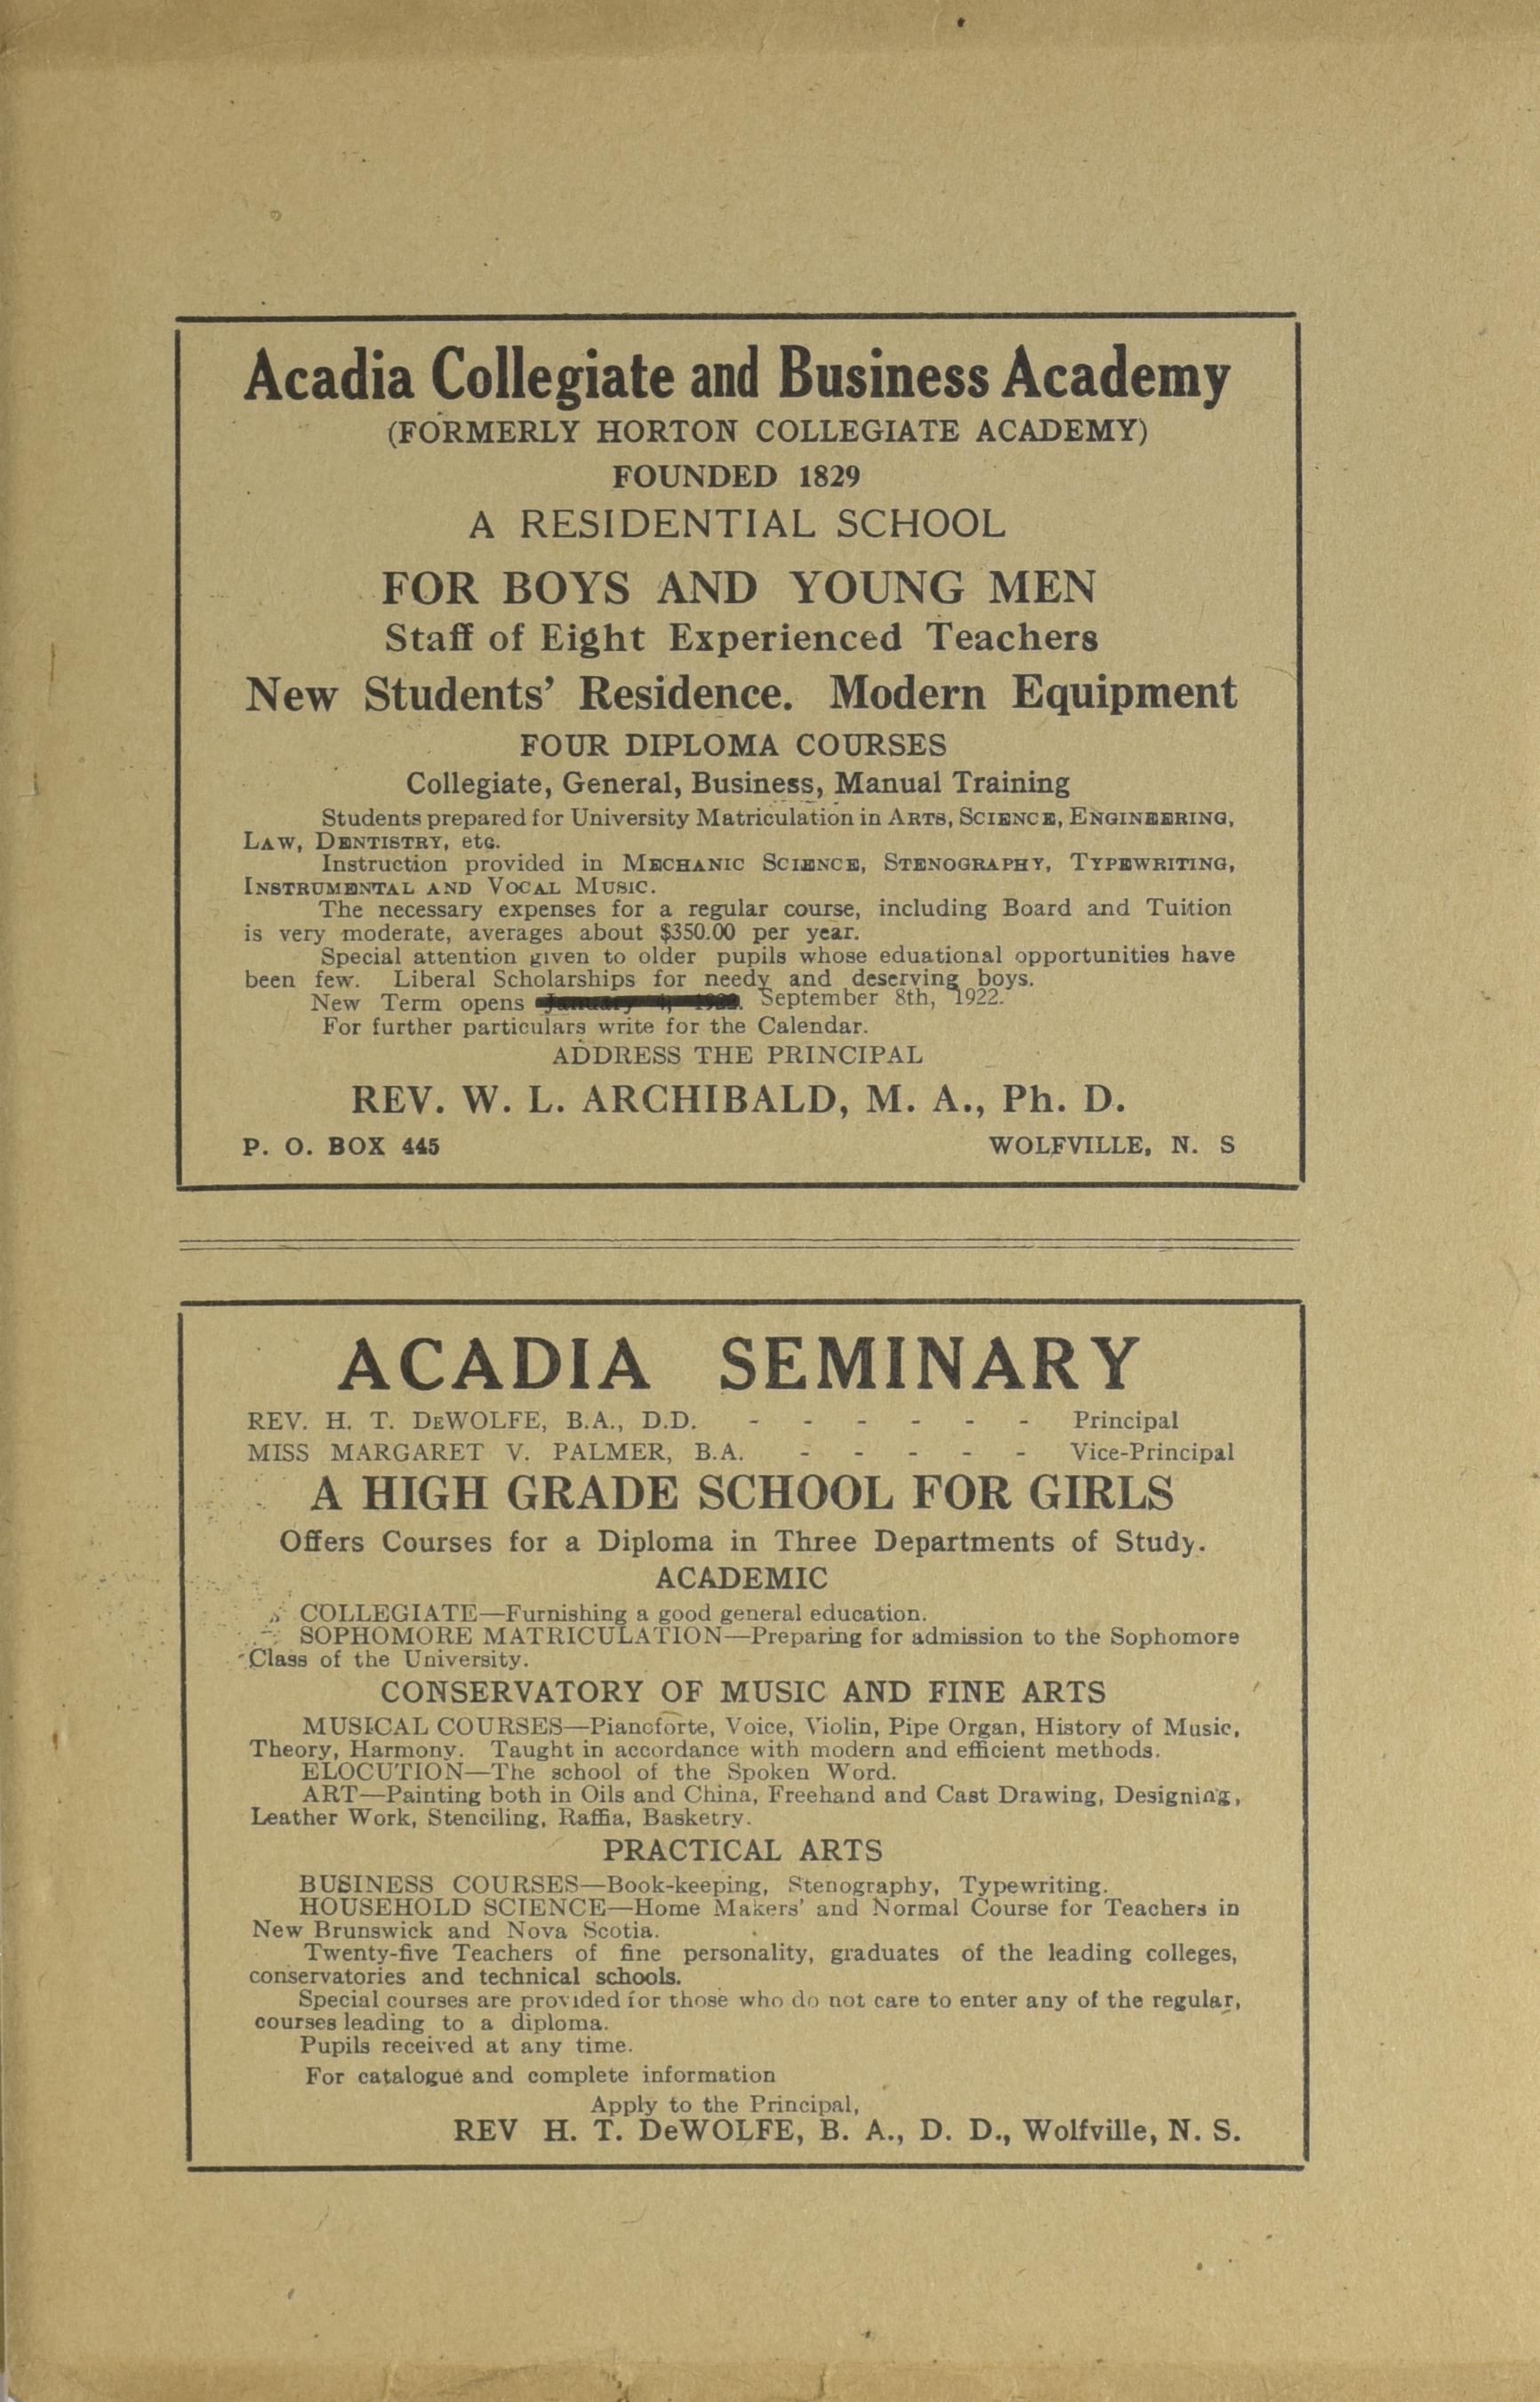 Acadia Collegiate and Business Academy
(FORMERLY HORTON COLLEGIATE ACADEMY)
FOUNDED 1829
A RESIDENTIAL SCHOOL
FOR BOYS AND YOUNG MEN
Staff of Eight Experienced Teachers
New Students' Residence. Modern Equipment
FOUR DIPLOMA COURSES
Collegiate, General, Business, Manual Training
Students prepared for University Matriculation in ARTS, SCIENCE, ENGINEERING,
LAW, DENTISTRY, etc.
Instruction provided in MECHANIC SCIENCE, STENOGRAPHY, TYPEWRITING,
INSTRUMENTAL AND VOCAL MUSIC.
The necessary expenses for a regular course, including Board and Tuition
is very moderate, averages about $350.00 per year.
Special attention given to older pupils whose eduational opportunities have
been few. Liberal Scholarships for needy and deserving boys.
New Term opens September 8th, 1922.
For further particulars write for the Calendar.
ADDRESS THE PRINCIPAL
REV. W. L. ARCHIBALD, M. A., Ph. D.
P. O. BOX 445 WOLFVILLE, N. S
ACADIA SEMINARY
REV. H. T. DEWOLFE, B.A., D.D. - - - - - - Principal
MISS MARGARET V. PALMER, B.A. - - - - - Vice-Principal
A HIGH GRADE SCHOOL FOR GIRLS
Offers Courses for a Diploma in Three Departments of Study.
ACADEMIC
COLLEGIATE—Furnishing a good general education.
SOPHOMORE MATRICULATION—Preparing for admission to the Sophomore
Class of the University.
CONSERVATORY OF MUSIC AND FINE ARTS
MUSICAL COURSES—Pianoforte, Voice, Violin, Pipe Organ, History of Music,
Theory, Harmony. Taught in accordance with modern and efficient methods.
ELOCUTION—The school of the Spoken Word.
ART—Painting both in Oils and China, Freehand and Cast Drawing, Designing,
Leather Work, Stenciling, Raffia, Basketry.
PRACTICAL ARTS
BUSINESS COURSES—Book-keeping, Stenography, Typewriting.
HOUSEHOLD SCIENCE—Home Makers' and Normal Course for Teachers in
New Brunswick and Nova Scotia.
Twenty-five Teachers of fine personality, graduates of the leading colleges,
conservatories and technical schools.
Special courses are provided for those who do not care to enter any of the regular,
courses leading to a diploma.
Pupils received at any time.
For catalogue and complete information
Apply to the Principal,
REV H. T. DeWOLFE, B. A., D. D., Wolfville, N. S.